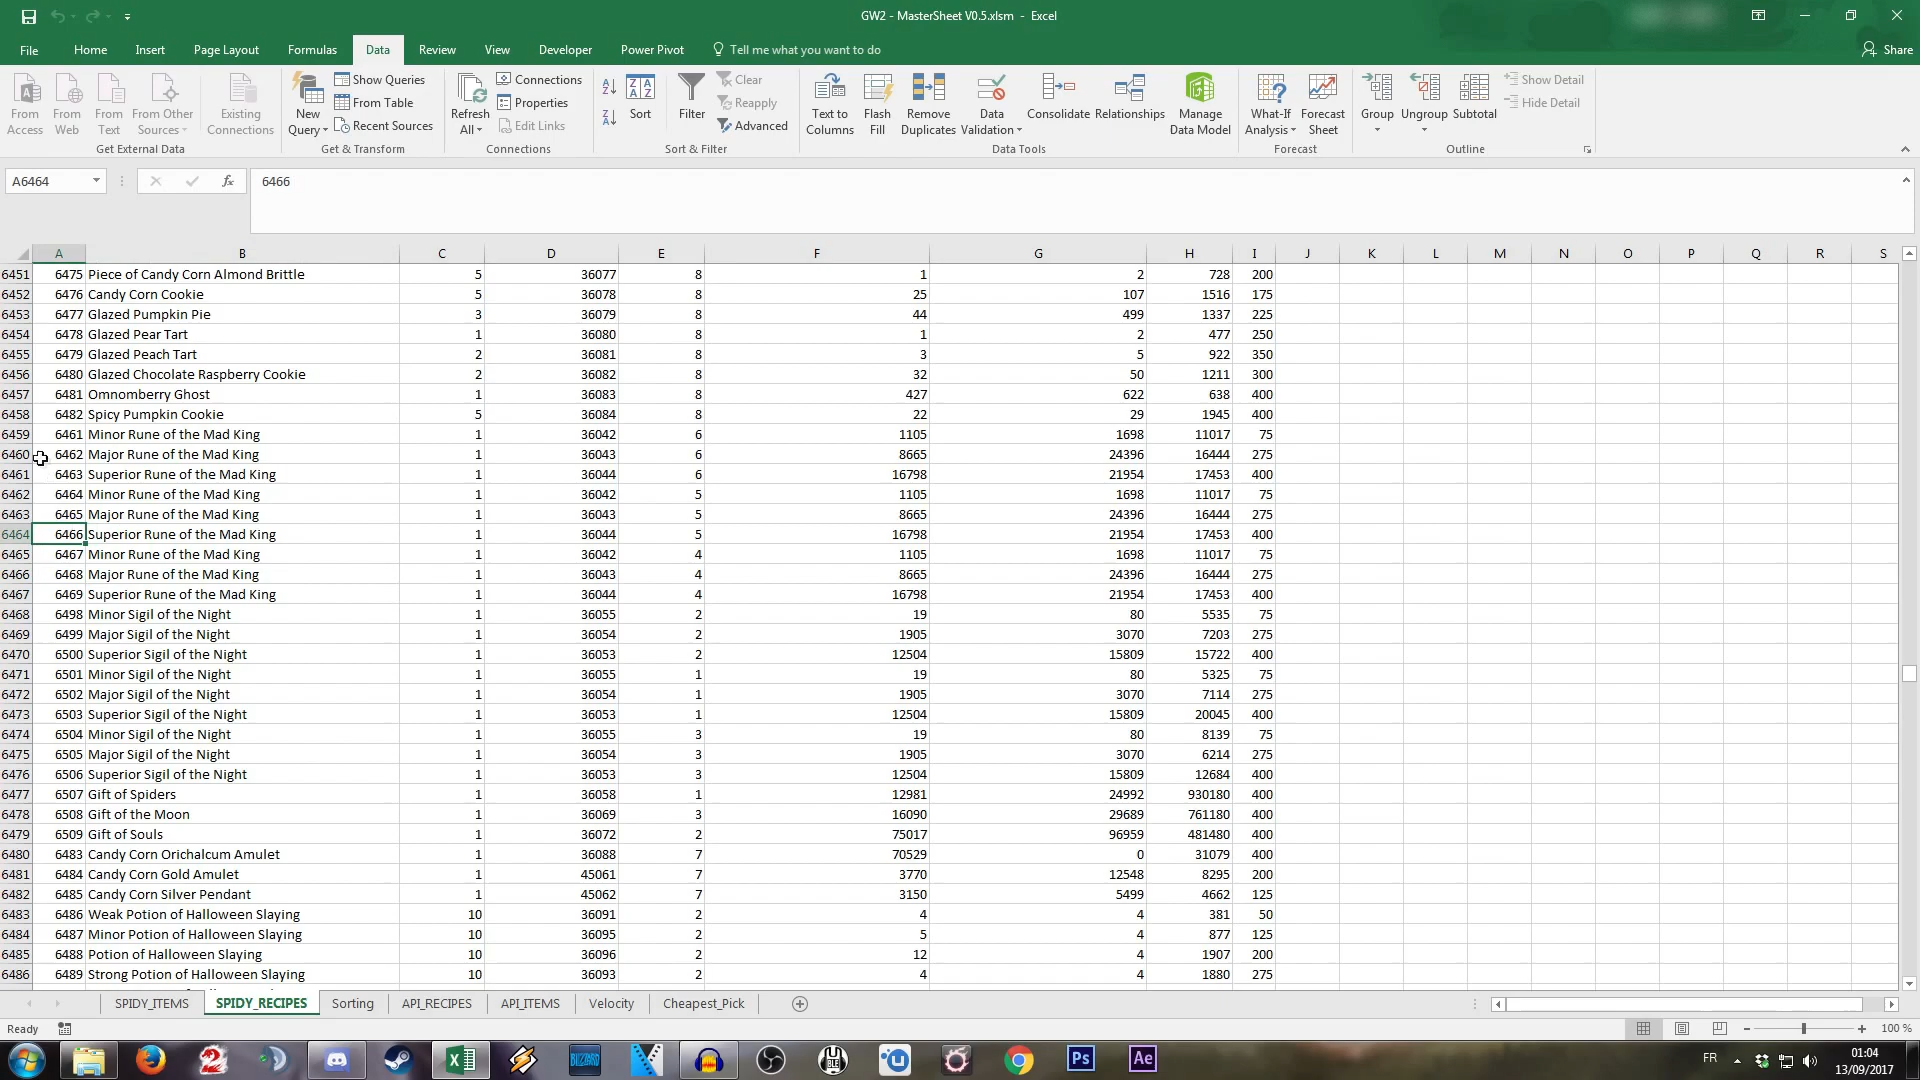 GW2 - MasterSheet V0.5.xlsm - Excel
File Home Insert Page Layout Formulas Data Review View Developer Power Pivot Tell me what you want to do Share
From Access From Web From Text From Other Sources Existing Connections
Get External Data
New Query Show Queries From Table Recent Sources
Get & Transform
Refresh All Connections Properties Edit Links
Connections
Sort Filter Clear Reapply Advanced
Sort & Filter
Text to Columns Flash Fill Remove Duplicates Data Validation Consolidate Relationships Manage Data Model
Data Tools
What-If Analysis Forecast Sheet
Forecast
Group Ungroup Subtotal Show Detail Hide Detail
Outline
A6464 fx 6466
A B C D E F G H I J K L M N O P Q R S
6451 6475 Piece of Candy Corn Almond Brittle 5 36077 8 1 2 728 200
6452 6476 Candy Corn Cookie 5 36078 8 25 107 1516 175
6453 6477 Glazed Pumpkin Pie 3 36079 8 44 499 1337 225
6454 6478 Glazed Pear Tart 1 36080 8 1 2 477 250
6455 6479 Glazed Peach Tart 2 36081 8 3 5 922 350
6456 6480 Glazed Chocolate Raspberry Cookie 2 36082 8 32 50 1211 300
6457 6481 Omnomberry Ghost 1 36083 8 427 622 638 400
6458 6482 Spicy Pumpkin Cookie 5 36084 8 22 29 1945 400
6459 6461 Minor Rune of the Mad King 1 36042 6 1105 1698 11017 75
6460 6462 Major Rune of the Mad King 1 36043 6 8665 24396 16444 275
6461 6463 Superior Rune of the Mad King 1 36044 6 16798 21954 17453 400
6462 6464 Minor Rune of the Mad King 1 36042 5 1105 1698 11017 75
6463 6465 Major Rune of the Mad King 1 36043 5 8665 24396 16444 275
6464 6466 Superior Rune of the Mad King 1 36044 5 16798 21954 17453 400
6465 6467 Minor Rune of the Mad King 1 36042 4 1105 1698 11017 75
6466 6468 Major Rune of the Mad King 1 36043 4 8665 24396 16444 275
6467 6469 Superior Rune of the Mad King 1 36044 4 16798 21954 17453 400
6468 6498 Minor Sigil of the Night 1 36055 2 19 80 5535 75
6469 6499 Major Sigil of the Night 1 36054 2 1905 3070 7203 275
6470 6500 Superior Sigil of the Night 1 36053 2 12504 15809 15722 400
6471 6501 Minor Sigil of the Night 1 36055 1 19 80 5325 75
6472 6502 Major Sigil of the Night 1 36054 1 1905 3070 7114 275
6473 6503 Superior Sigil of the Night 1 36053 1 12504 15809 20045 400
6474 6504 Minor Sigil of the Night 1 36055 3 19 80 8139 75
6475 6505 Major Sigil of the Night 1 36054 3 1905 3070 6214 275
6476 6506 Superior Sigil of the Night 1 36053 3 12504 15809 12684 400
6477 6507 Gift of Spiders 1 36058 1 12981 24992 930180 400
6478 6508 Gift of the Moon 1 36069 3 16090 29689 761180 400
6479 6509 Gift of Souls 1 36072 2 75017 96959 481480 400
6480 6483 Candy Corn Orichalcum Amulet 1 36088 7 70529 0 31079 400
6481 6484 Candy Corn Gold Amulet 1 45061 7 3770 12548 8295 200
6482 6485 Candy Corn Silver Pendant 1 45062 7 3150 5499 4662 125
6483 6486 Weak Potion of Halloween Slaying 10 36091 2 4 4 381 50
6484 6487 Minor Potion of Halloween Slaying 10 36095 2 5 4 877 125
6485 6488 Potion of Halloween Slaying 10 36096 2 12 4 1907 200
6486 6489 Strong Potion of Halloween Slaying 10 36093 2 4 4 1880 275
SPIDY_ITEMS SPIDY_RECIPES Sorting API_RECIPES API_ITEMS Velocity Cheapest_Pick
Ready 100 %
Ps Ae FR 01:04
13/09/2017